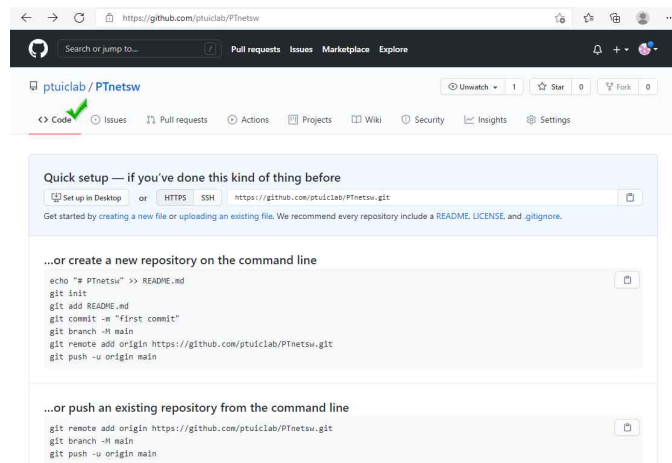 https://github.com/ptuiclab/PTnetsw
Search or jump to... / Pull requests Issues Marketplace Explore
ptuiclab / PTnetsw Unwatch 1 Star 0 Fork 0
<> Code Issues Pull requests Actions Projects Wiki Security Insights Settings
Quick setup — if you've done this kind of thing before
Set up in Desktop or HTTPS SSH https://github.com/ptuiclab/PTnetsw.git
Get started by creating a new file or uploading an existing file. We recommend every repository include a README, LICENSE, and .gitignore.
...or create a new repository on the command line
echo "# PTnetsw" >> README.md
git init
git add README.md
git commit -m "first commit"
git branch -M main
git remote add origin https://github.com/ptuiclab/PTnetsw.git
git push -u origin main
...or push an existing repository from the command line
git remote add origin https://github.com/ptuiclab/PTnetsw.git
git branch -M main
git push -u origin main